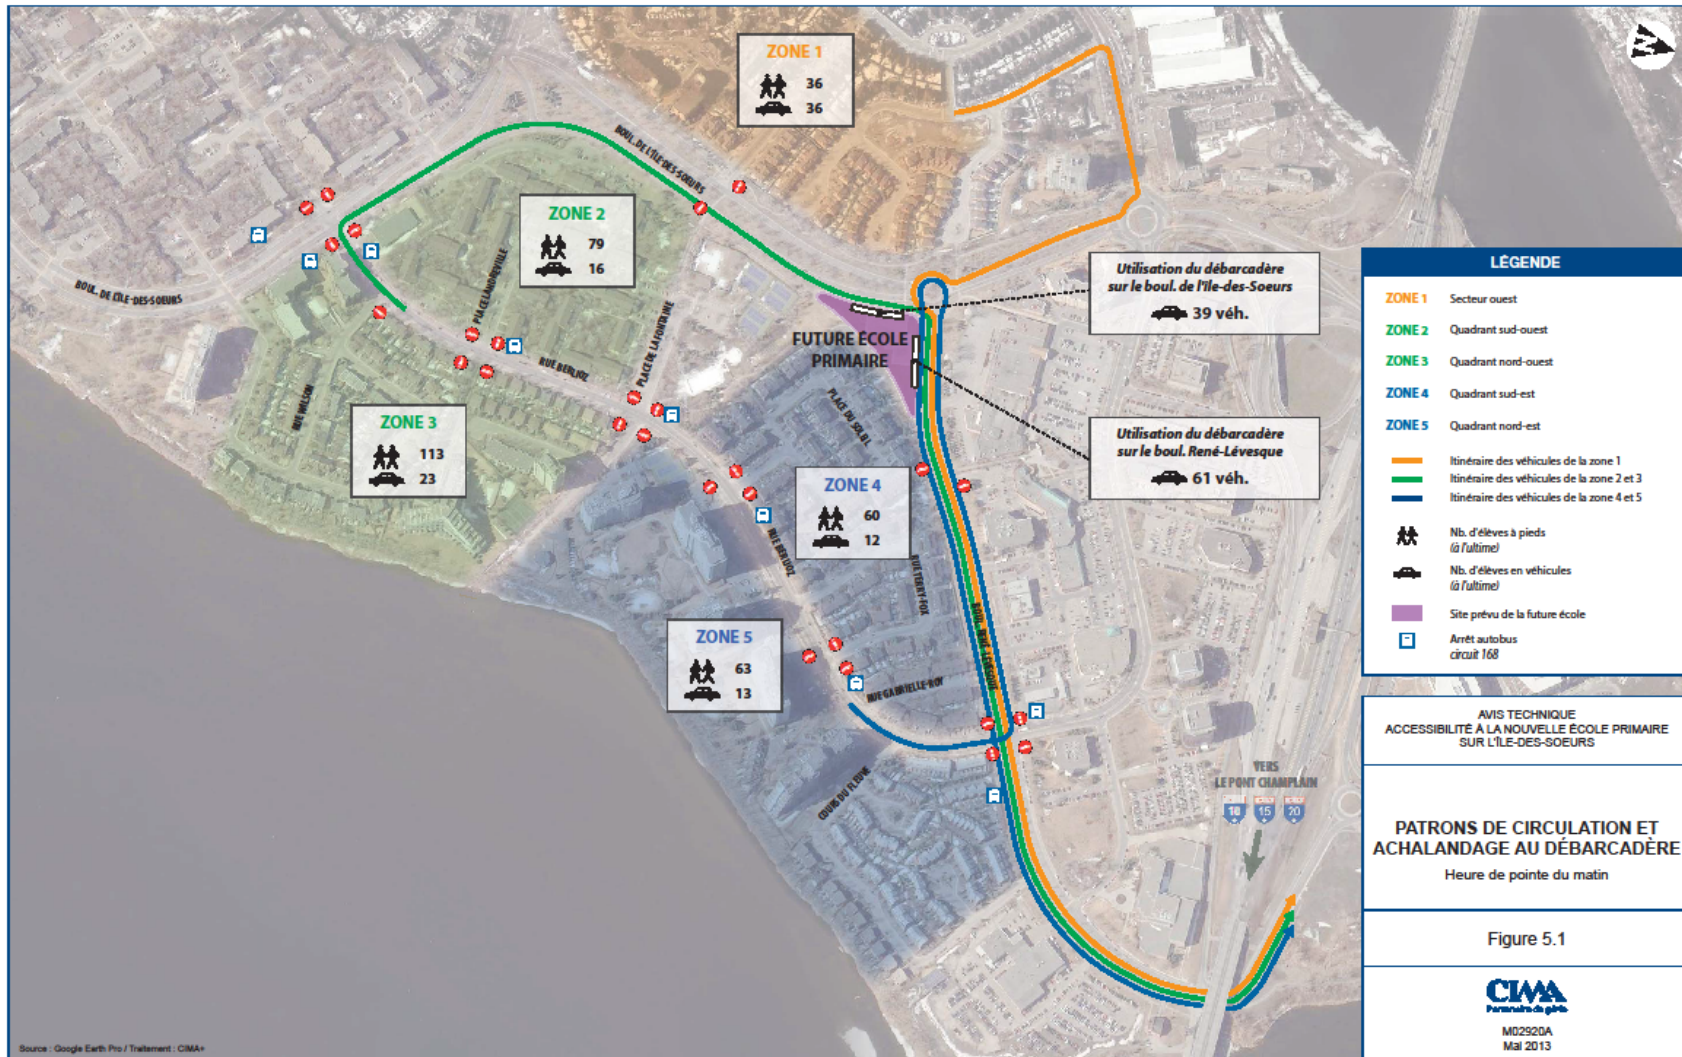 ZONE 1
36
36
BOUL. DE L'ÎLE-DES-SOEURS
ZONE 2
79
16
BOUL. DE L'ÎLE-DES-SOEURS
PLACE LANDREVILLE
PLACE DE LA FONTAINE
RUE BERLIOZ
RUE WILSON
ZONE 3
113
23
FUTURE ÉCOLE
PRIMAIRE
Utilisation du débarcadère
sur le boul. de l'Ile-des-Soeurs
39 véh.
Utilisation du débarcadère
sur le boul. René-Lévesque
61 véh.
PLACE DU SOLEIL
ZONE 4
60
12
RUE BERLIOZ
RUE TERRY-FOX
BOUL. RENÉ-LÉVESQUE
ZONE 5
63
13
RUE GABRIELLE-ROY
COURS DU FLEUVE
VERS
LE PONT CHAMPLAIN
10 15 20
LÉGENDE
ZONE 1 Secteur ouest
ZONE 2 Quadrant sud-ouest
ZONE 3 Quadrant nord-ouest
ZONE 4 Quadrant sud-est
ZONE 5 Quadrant nord-est
Itinéraire des véhicules de la zone 1
Itinéraire des véhicules de la zone 2 et 3
Itinéraire des véhicules de la zone 4 et 5
Nb. d'élèves à pieds
(à l'ultime)
Nb. d'élèves en véhicules
(à l'ultime)
Site prévu de la future école
Arrêt autobus
circuit 168
AVIS TECHNIQUE
ACCESSIBILITÉ À LA NOUVELLE ÉCOLE PRIMAIRE
SUR L'ÎLE-DES-SOEURS
PATRONS DE CIRCULATION ET
ACHALANDAGE AU DÉBARCADÈRE
Heure de pointe du matin
Figure 5.1
CIMA
Partenaire de génie
M02920A
Mai 2013
Source : Google Earth Pro / Traitement : CIMA+